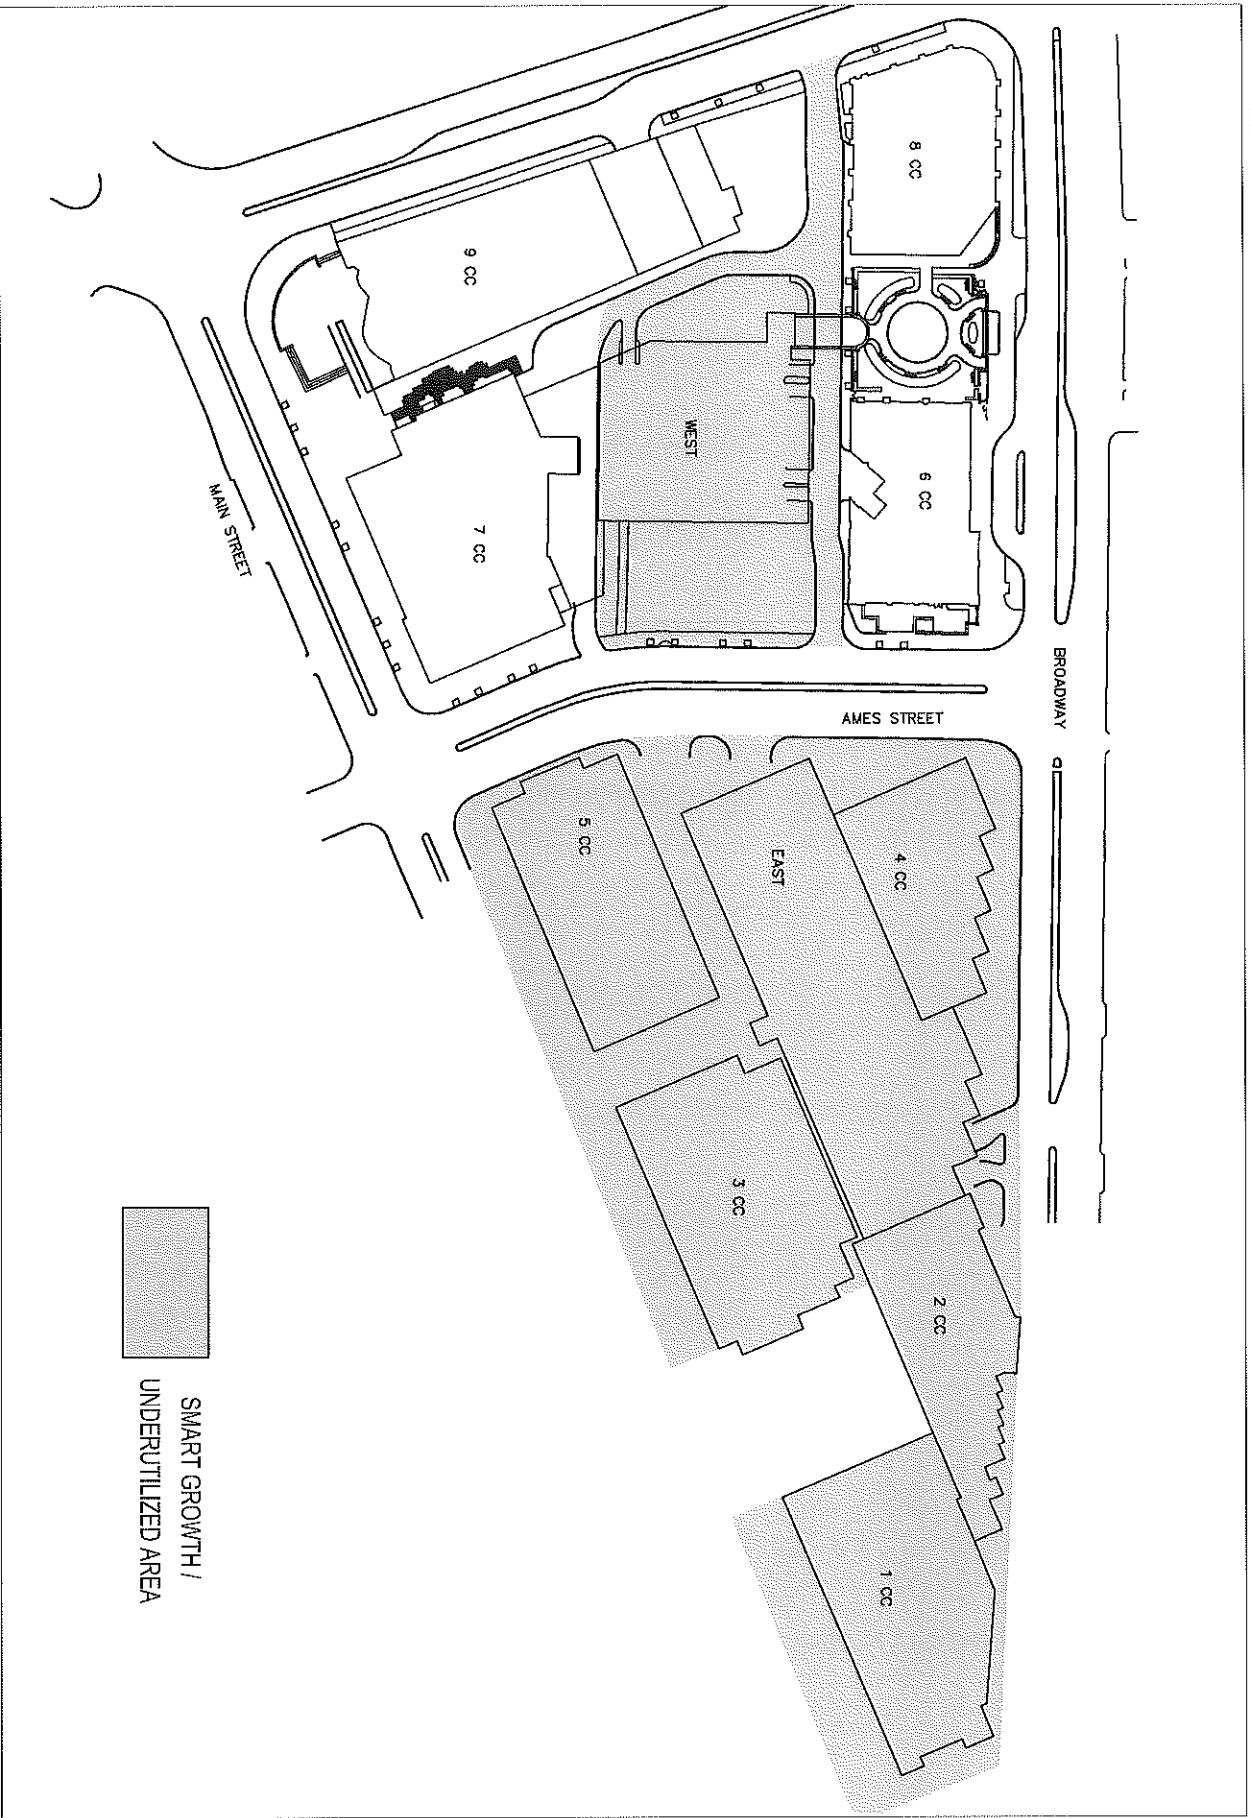 8 CC
6 CC
9 CC
WEST
7 CC
MAIN STREET
BROADWAY
AMES STREET
4 CC
EAST
5 CC
3 CC
2 CC
1 CC
SMART GROWTH /
UNDERUTILIZED AREA